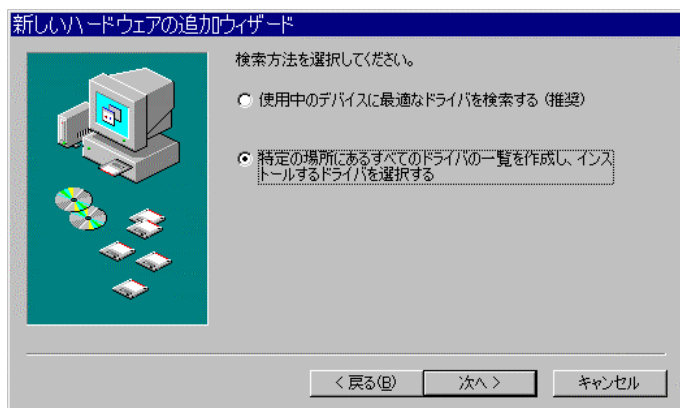 新しいハードウェアの追加ウィザード
検索方法を選択してください。
使用中のデバイスに最適なドライバを検索する (推奨)
特定の場所にあるすべてのドライバの一覧を作成し、インス
トールするドライバを選択する
< 戻る(B)
次へ >
キャンセル